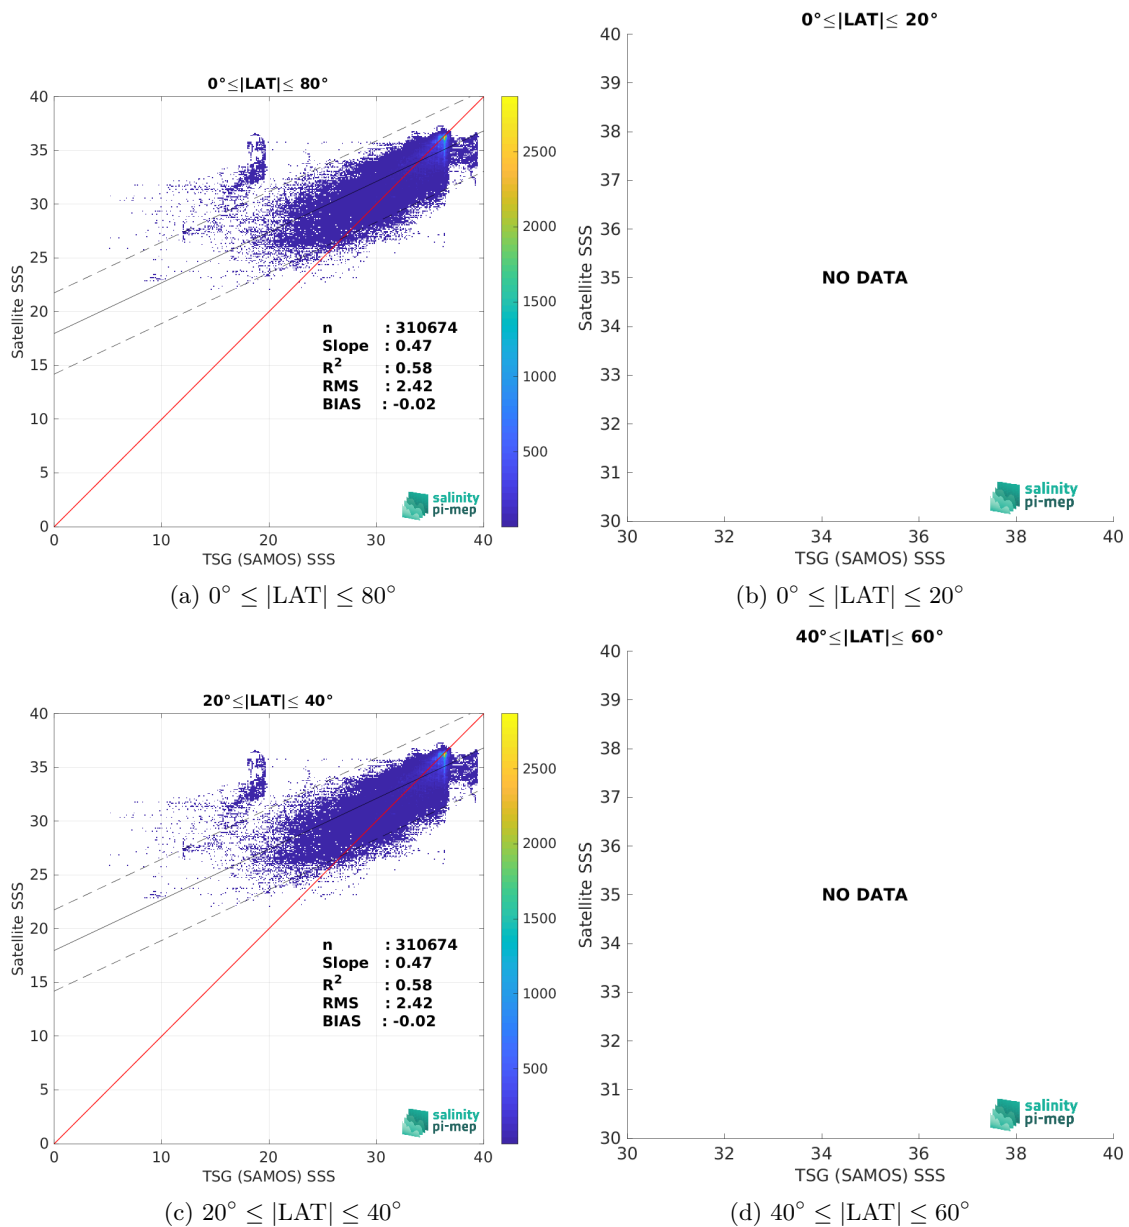 0°≤|LAT|≤ 80°
40
35
30
25
20
15
10
5
0
0
10
20
30
40
Satellite SSS
TSG (SAMOS) SSS
n : 310674
Slope : 0.47
R² : 0.58
RMS : 2.42
BIAS : -0.02
salinity
pi-mep
2500
2000
1500
1000
500
(a) 0° ≤ |LAT| ≤ 80°
0°≤|LAT|≤ 20°
40
39
38
37
36
35
34
33
32
31
30
30
32
34
36
38
40
Satellite SSS
TSG (SAMOS) SSS
NO DATA
salinity
pi-mep
(b) 0° ≤ |LAT| ≤ 20°
20°≤|LAT|≤ 40°
40
35
30
25
20
15
10
5
0
0
10
20
30
40
Satellite SSS
TSG (SAMOS) SSS
n : 310674
Slope : 0.47
R² : 0.58
RMS : 2.42
BIAS : -0.02
salinity
pi-mep
2500
2000
1500
1000
500
(c) 20° ≤ |LAT| ≤ 40°
40°≤|LAT|≤ 60°
40
39
38
37
36
35
34
33
32
31
30
30
32
34
36
38
40
Satellite SSS
TSG (SAMOS) SSS
NO DATA
salinity
pi-mep
(d) 40° ≤ |LAT| ≤ 60°